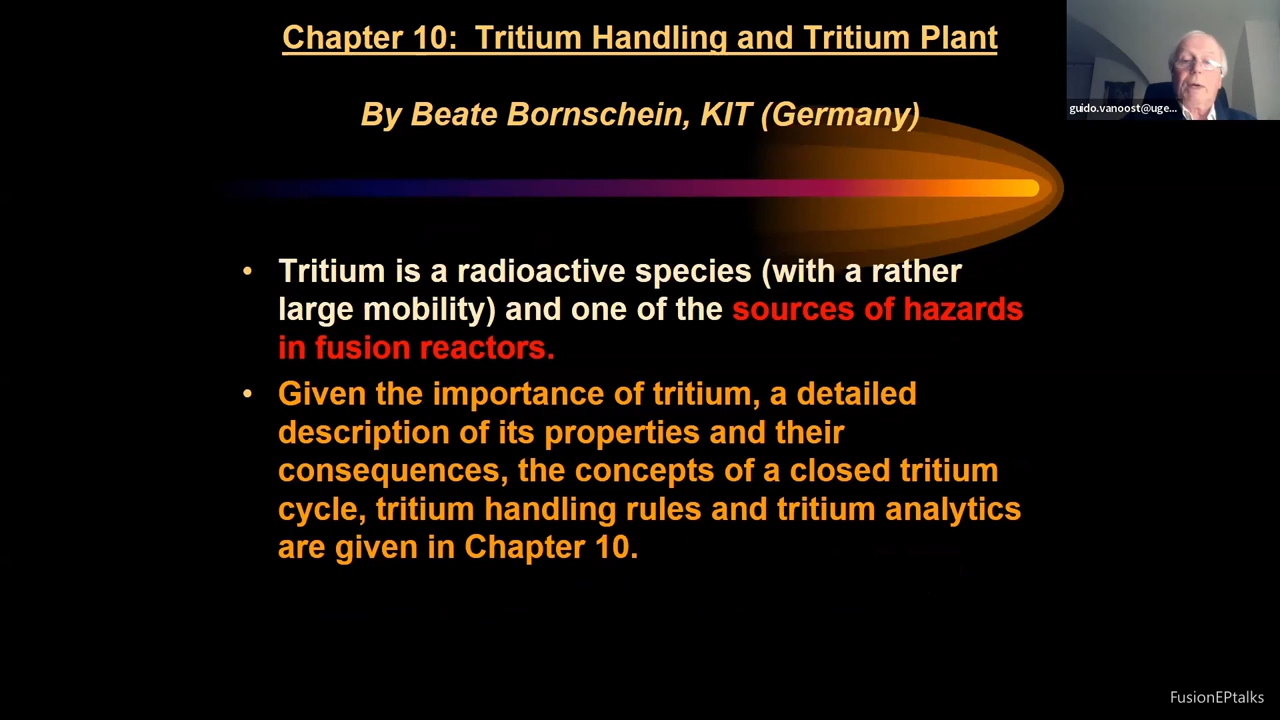 Chapter 10: Tritium Handling and Tritium Plant
guido.vanoost@uge...
By Beate Bornschein, KIT (Germany)
• Tritium is a radioactive species (with a rather
large mobility) and one of the sources of hazards
in fusion reactors.
• Given the importance of tritium, a detailed
description of its properties and their
consequences, the concepts of a closed tritium
cycle, tritium handling rules and tritium analytics
are given in Chapter 10.
FusionEPtalks